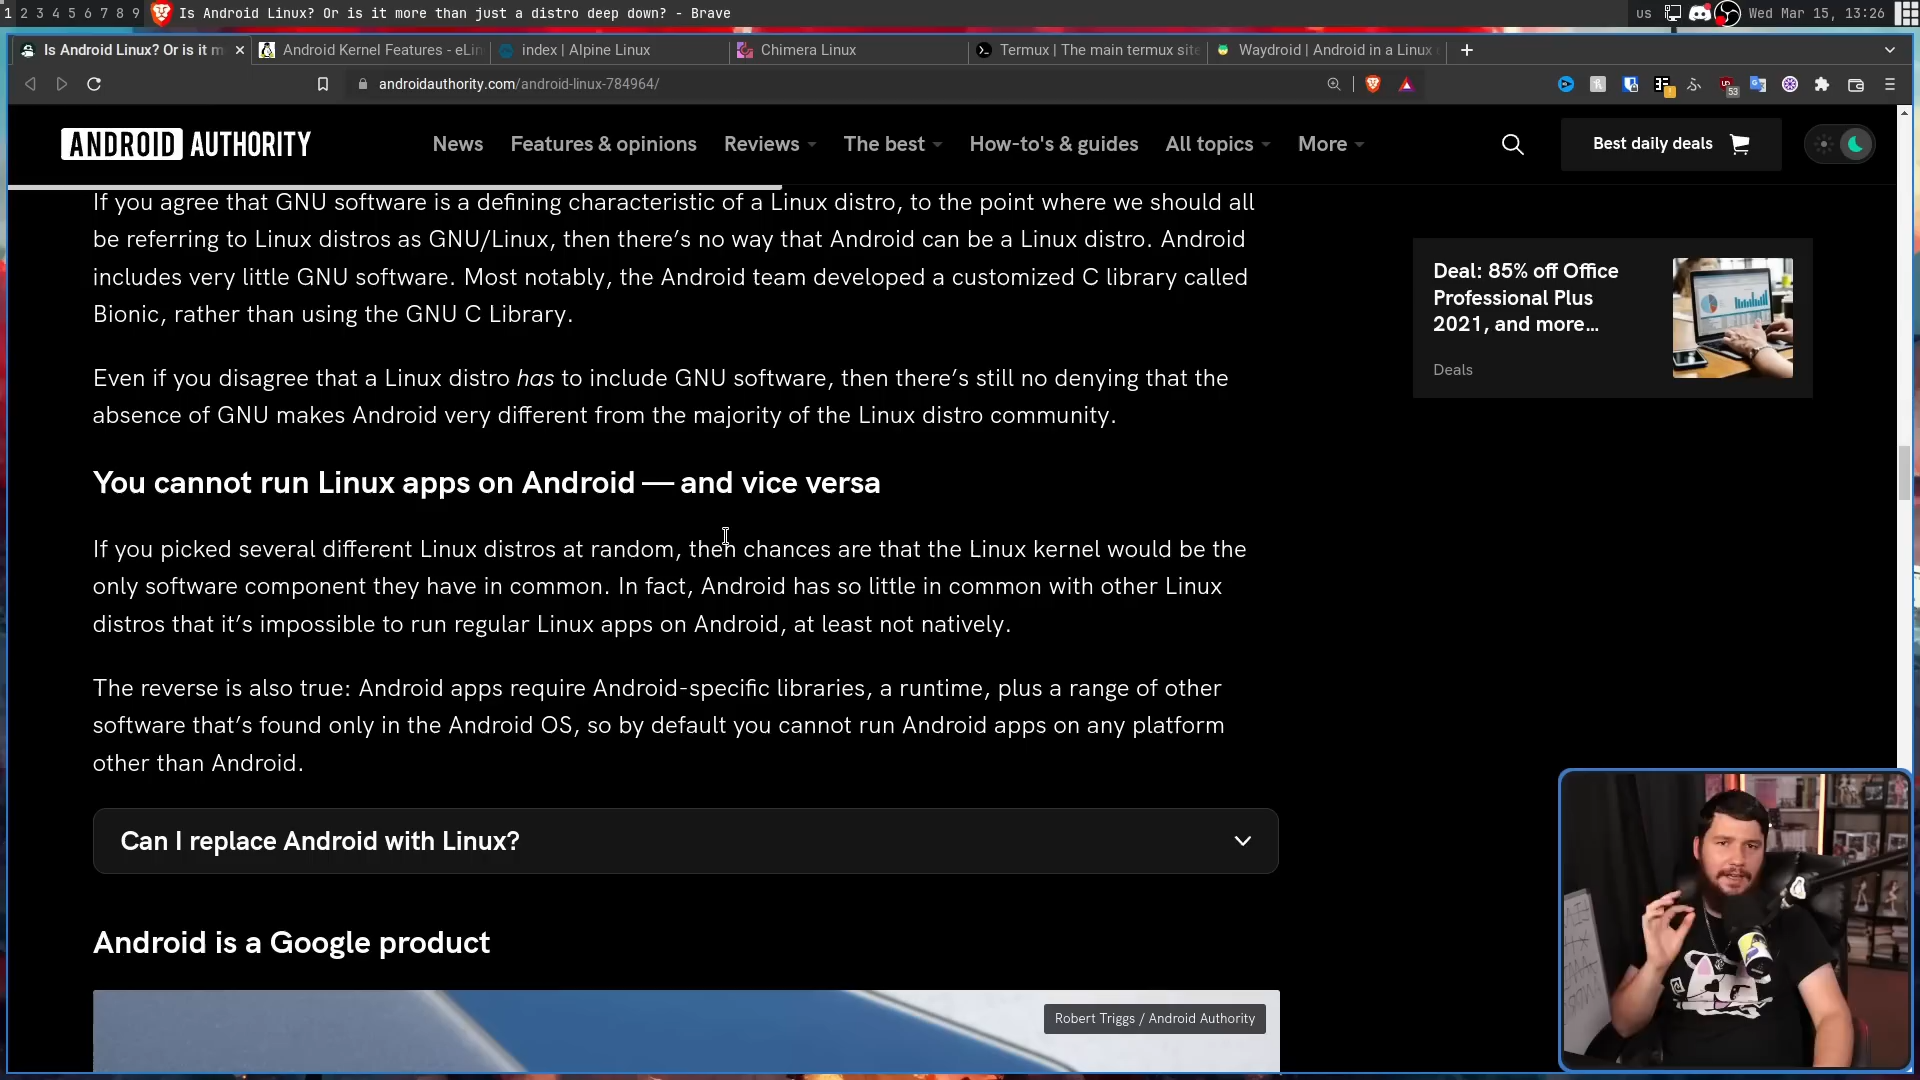 1 2 3 4 5 6 7 8 9 Is Android Linux? Or is it more than just a distro deep down? - Brave
us Wed Mar 15, 13:26
Is Android Linux? Or is it m
Android Kernel Features - eLin
index | Alpine Linux
Chimera Linux
Termux | The main termux site
Waydroid | Android in a Linux c
androidauthority.com/android-linux-784964/
53
ANDROID AUTHORITY
News
Features & opinions
Reviews
The best
How-to's & guides
All topics
More
Best daily deals
If you agree that GNU software is a defining characteristic of a Linux distro, to the point where we should all
be referring to Linux distros as GNU/Linux, then there’s no way that Android can be a Linux distro. Android
includes very little GNU software. Most notably, the Android team developed a customized C library called
Bionic, rather than using the GNU C Library.
Even if you disagree that a Linux distro has to include GNU software, then there’s still no denying that the
absence of GNU makes Android very different from the majority of the Linux distro community.
You cannot run Linux apps on Android — and vice versa
If you picked several different Linux distros at random, then chances are that the Linux kernel would be the
only software component they have in common. In fact, Android has so little in common with other Linux
distros that it’s impossible to run regular Linux apps on Android, at least not natively.
The reverse is also true: Android apps require Android-specific libraries, a runtime, plus a range of other
software that’s found only in the Android OS, so by default you cannot run Android apps on any platform
other than Android.
Can I replace Android with Linux?
Android is a Google product
Robert Triggs / Android Authority
Deal: 85% off Office
Professional Plus
2021, and more...
Deals